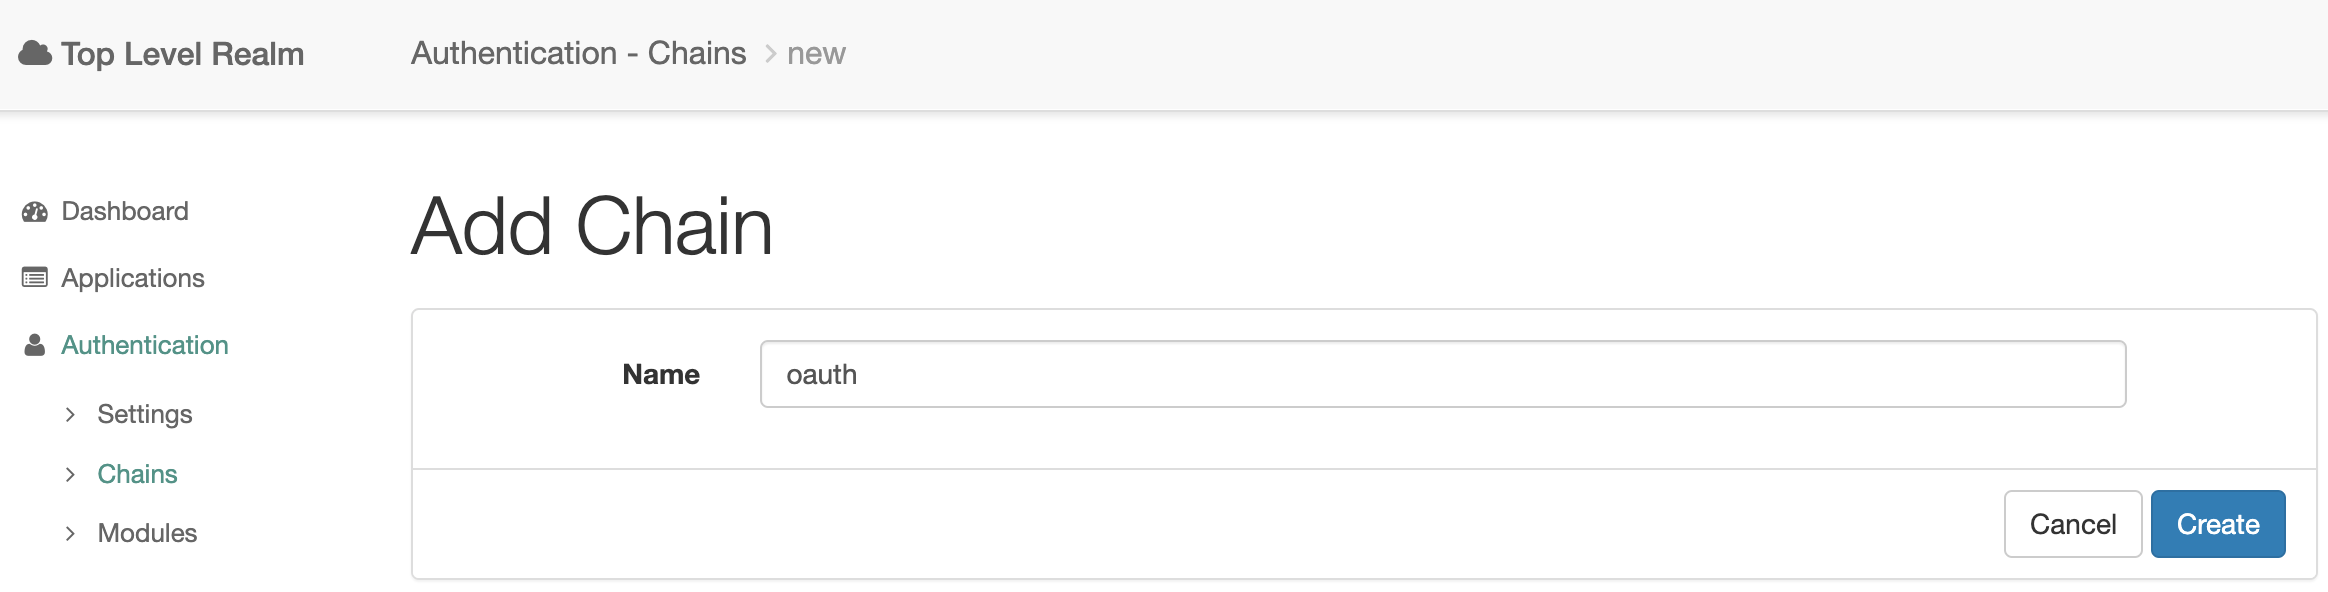 Top Level Realm
Authentication - Chains > new
Dashboard
Applications
Authentication
Settings
Chains
Modules
Add Chain
Name
oauth
Cancel
Create